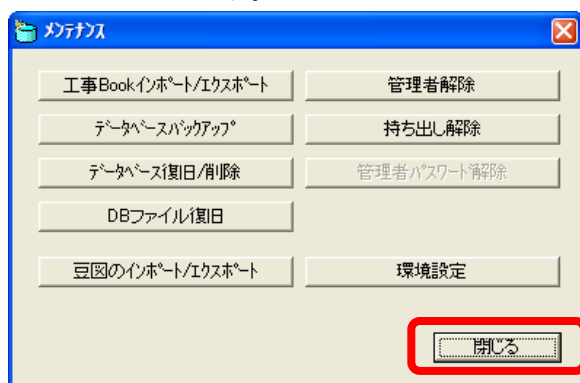 ﾒﾝﾃﾅﾝｽ
工事Bookｲﾝﾎﾟｰﾄ/ｴｸｽﾎﾟｰﾄ
管理者解除
ﾃﾞｰﾀﾍﾞｰｽﾊﾞｯｸｱｯﾌﾟ
持ち出し解除
ﾃﾞｰﾀﾍﾞｰｽ復旧/削除
管理者ﾊﾟｽﾜｰﾄﾞ解除
DBファイル復旧
豆図のｲﾝﾎﾟｰﾄ/ｴｸｽﾎﾟｰﾄ
環境設定
閉じる